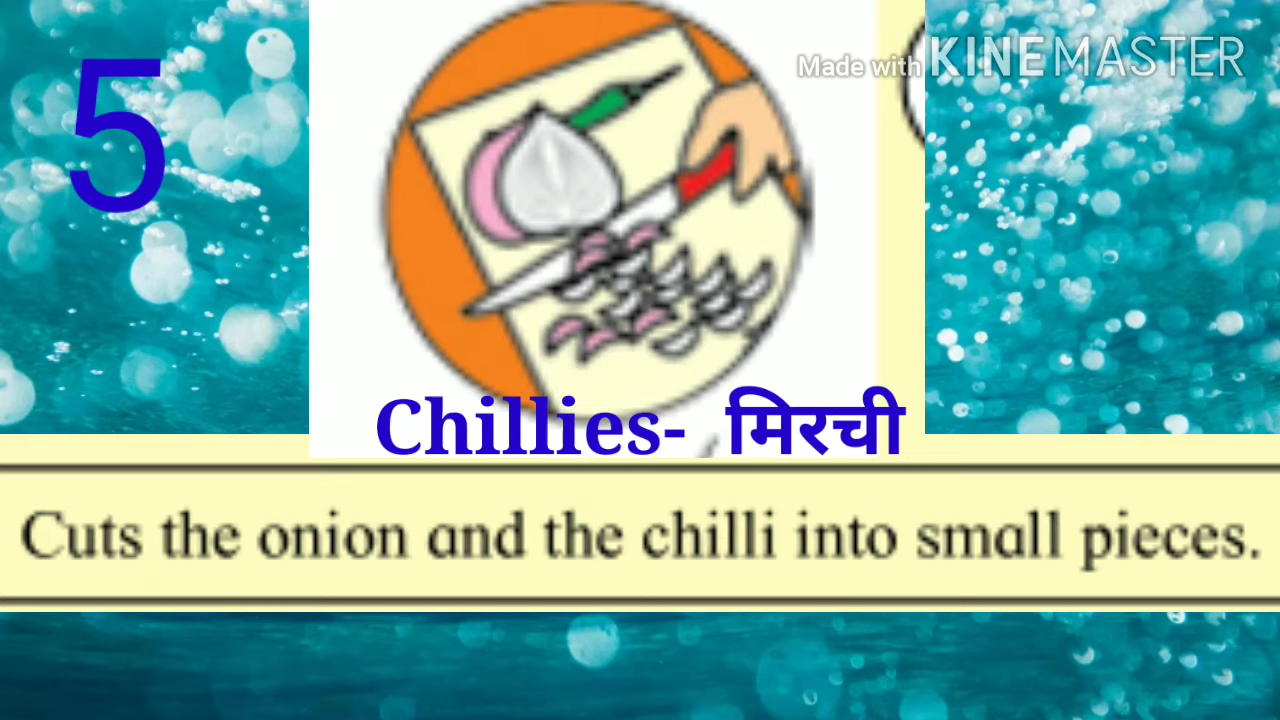 5
Made with KINEMASTER
Chillies- मिरची
Cuts the onion and the chilli into small pieces.